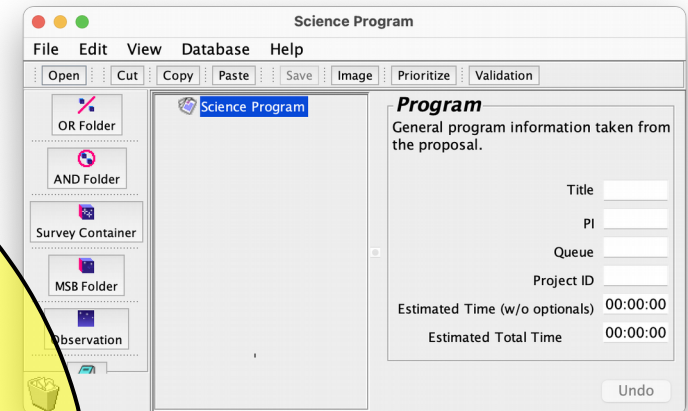 Science Program
File Edit View Database Help
Open Cut Copy Paste Save Image Prioritize Validation
OR Folder
AND Folder
Survey Container
MSB Folder
Observation
Science Program
Program
General program information taken from
the proposal.
Title
PI
Queue
Project ID
Estimated Time (w/o optionals) 00:00:00
Estimated Total Time 00:00:00
Undo